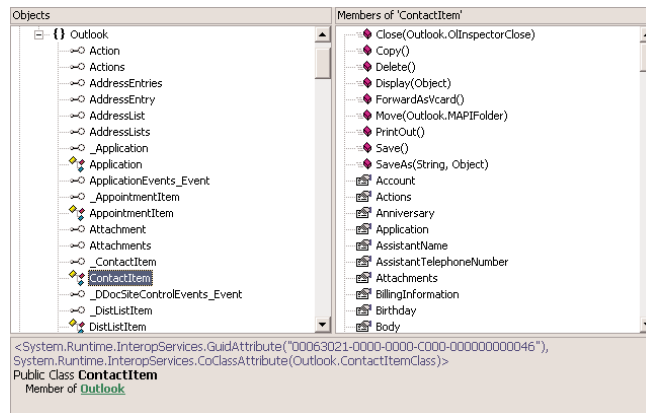 Objects
{} Outlook
Action
Actions
AddressEntries
AddressEntry
AddressList
AddressLists
_Application
Application
ApplicationEvents_Event
_AppointmentItem
AppointmentItem
Attachment
Attachments
_ContactItem
ContactItem
_DDocSiteControlEvents_Event
_DistListItem
DistListItem
Members of 'ContactItem'
Close(Outlook.OlInspectorClose)
Copy()
Delete()
Display(Object)
ForwardAsVcard()
Move(Outlook.MAPIFolder)
PrintOut()
Save()
SaveAs(String, Object)
Account
Actions
Anniversary
Application
AssistantName
AssistantTelephoneNumber
Attachments
BillingInformation
Birthday
Body
<System.Runtime.InteropServices.GuidAttribute("00063021-0000-0000-C000-000000000046"),
System.Runtime.InteropServices.CoClassAttribute(Outlook.ContactItemClass)>
Public Class ContactItem
Member of Outlook